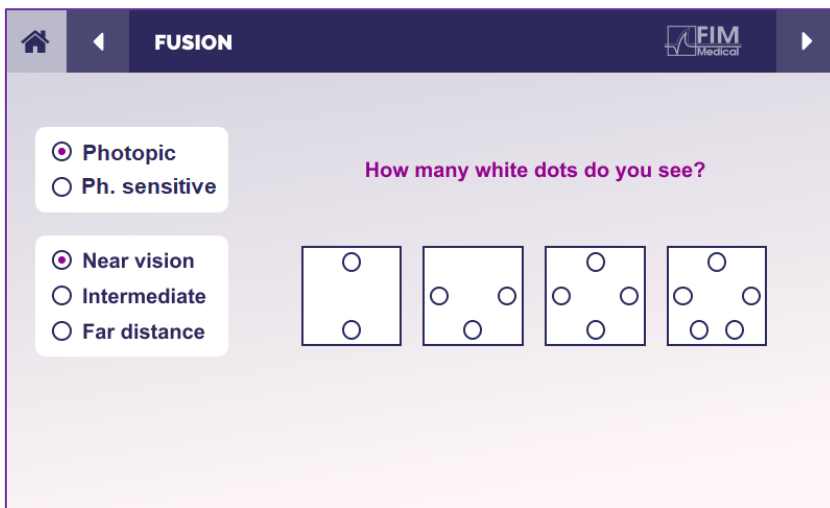 FUSION
FIM
Medical
Photopic
Ph. sensitive
How many white dots do you see?
Near vision
Intermediate
Far distance